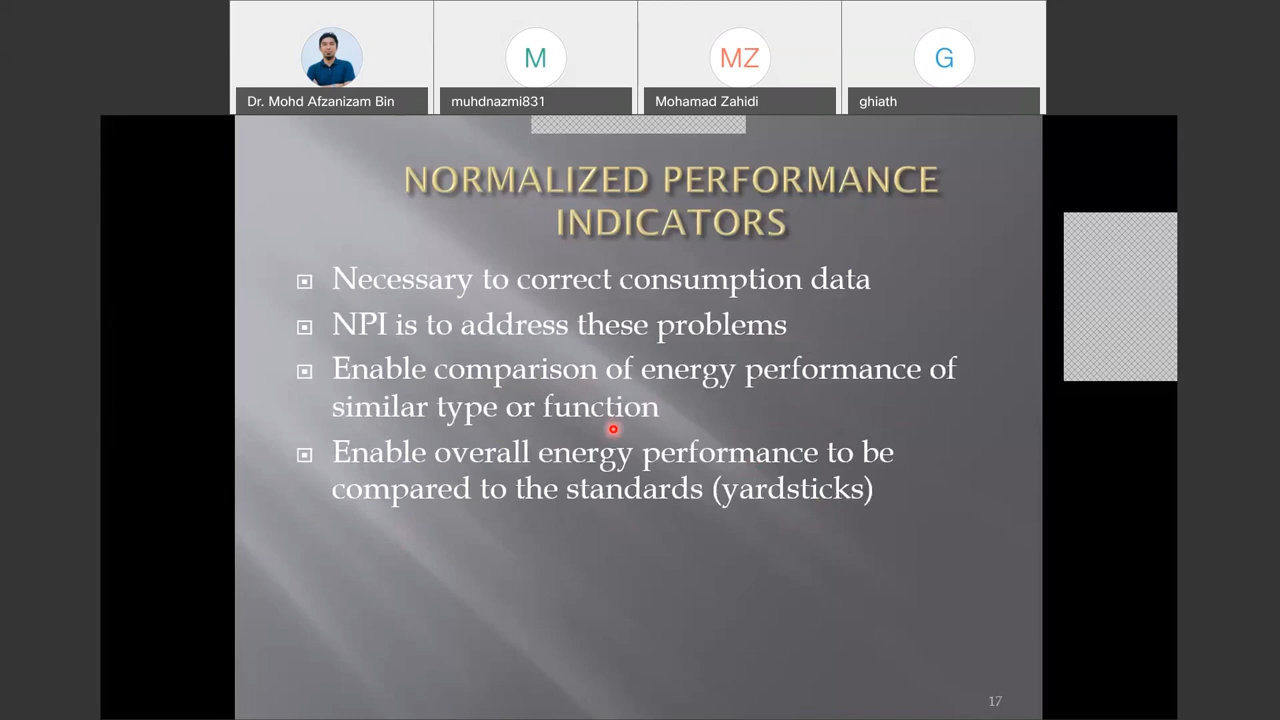 Dr. Mohd Afzanizam Bin
M
muhdnazmi831
MZ
Mohamad Zahidi
G
ghiath
NORMALIZED PERFORMANCE
INDICATORS
Necessary to correct consumption data
NPI is to address these problems
Enable comparison of energy performance of
similar type or function
Enable overall energy performance to be
compared to the standards (yardsticks)
17